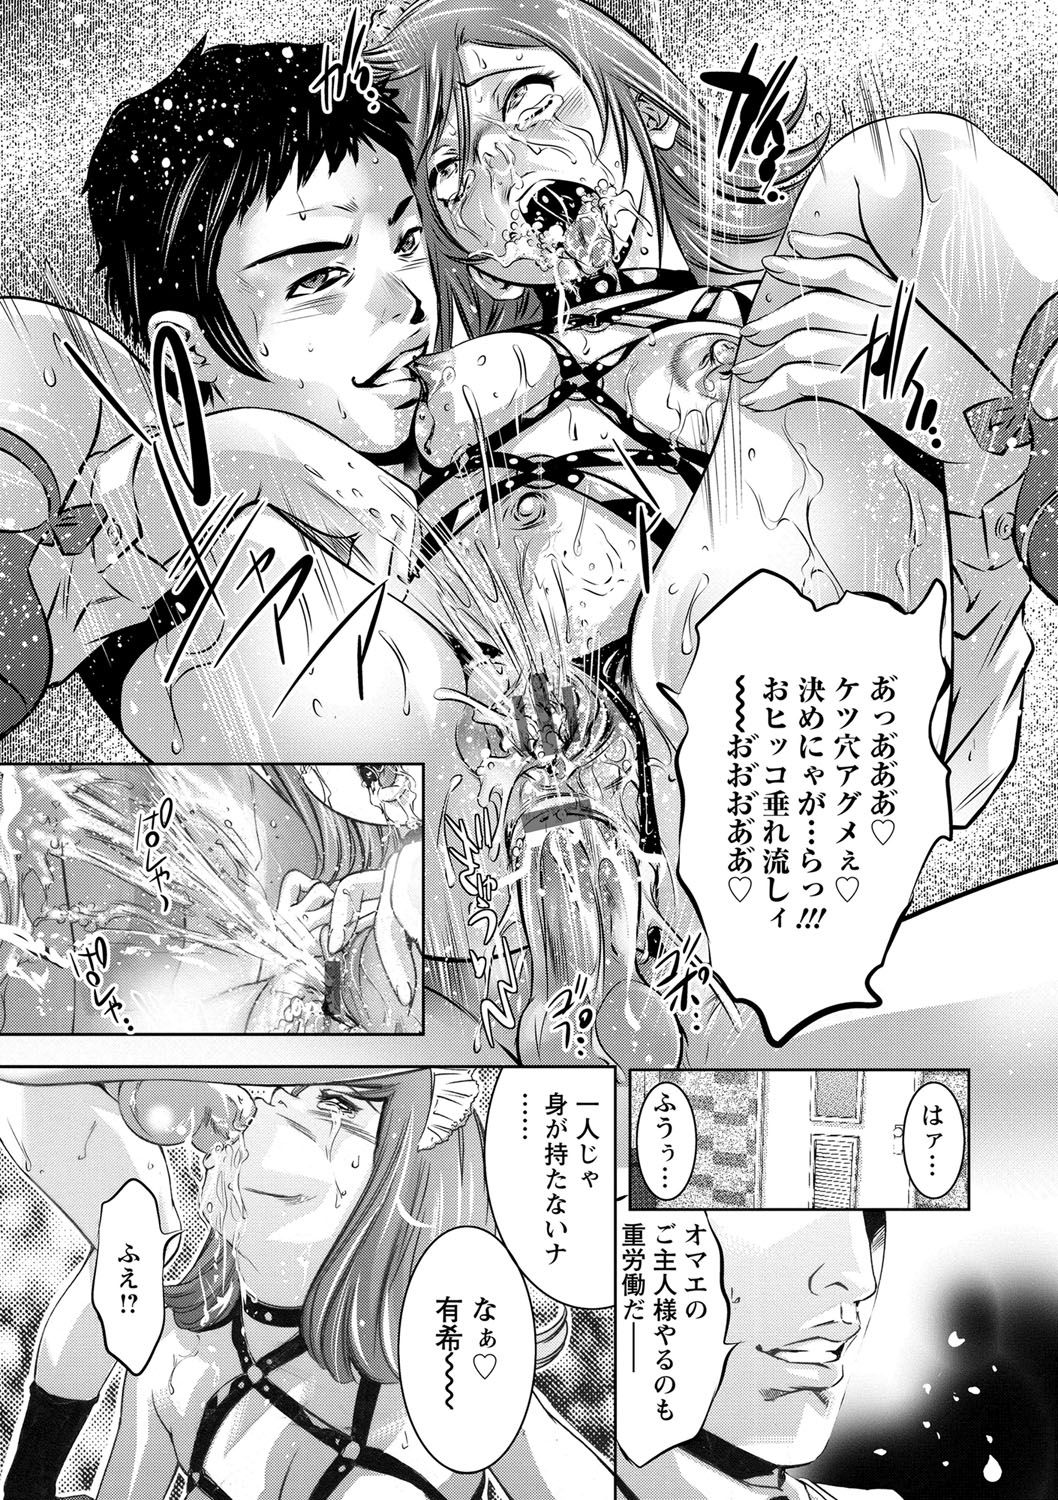 あ゙っあ゙あ゙あ゙♡
ケツ穴アグメぇ♡
決めにゃが…らっ!!!
おヒッコ垂れ流しィ
〜〜お゙お゙お゙あ゙あ゙♡
はァ…
ふうぅ…
オマエの
ご主人様やるのも
重労働だ――
一人じゃ
身が持たないナ
……
なぁ♡
有希〜〜
ふえ!?